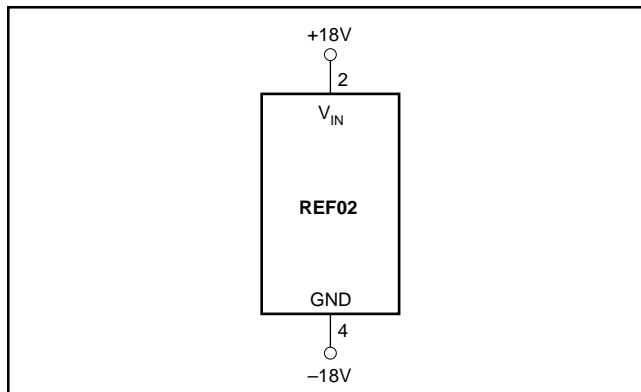 +18V
2
V_IN
REF02
GND
4
–18V